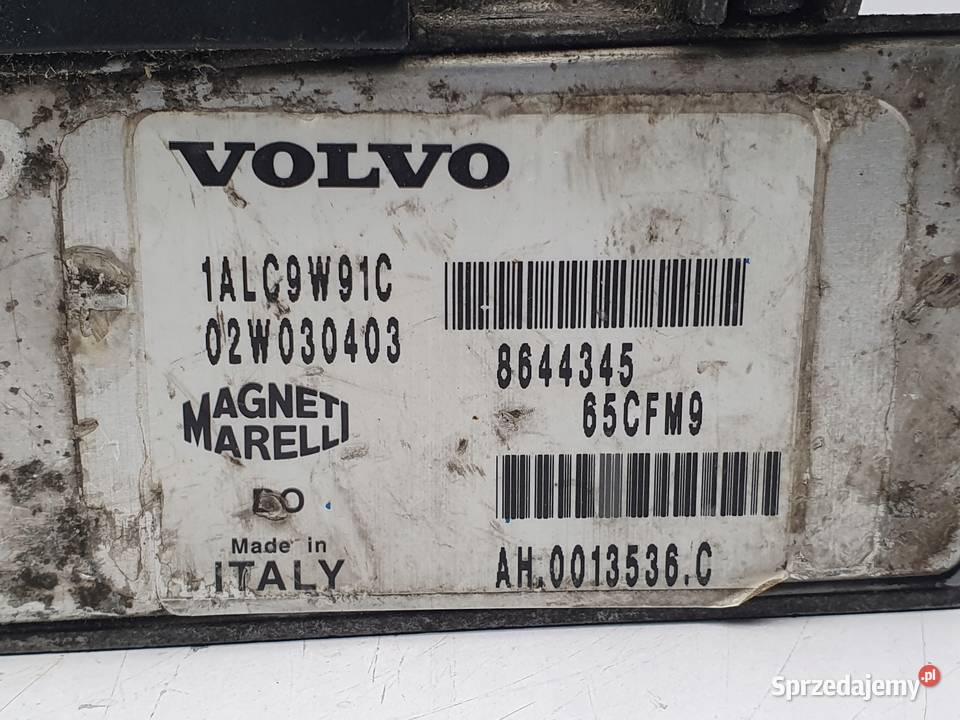 VOLVO
1ALC9W91C
02W030403
8644345
65CFM9
MAGNETI
MARELLI
Made in
ITALY
AH.0013536.C
Sprzedajemy.pl